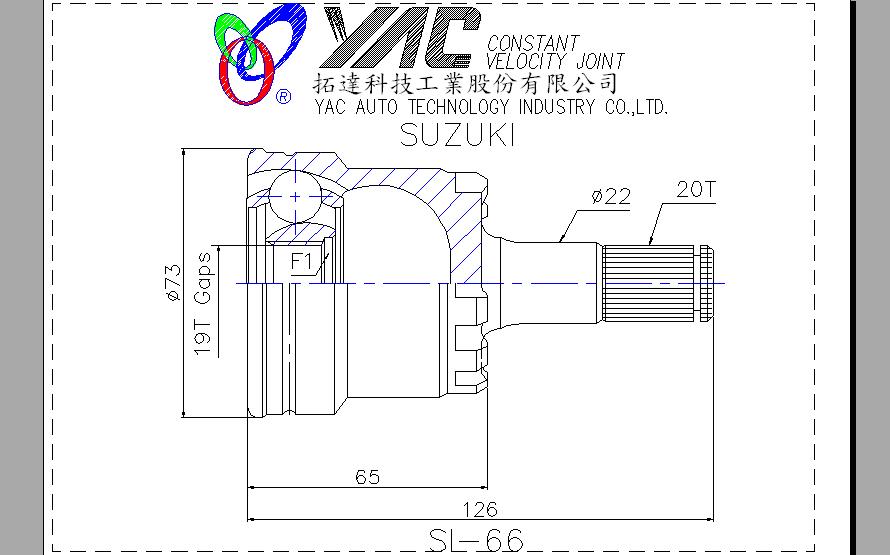 YAC
CONSTANT
VELOCITY JOINT
®
拓達科技工業股份有限公司
YAC AUTO TECHNOLOGY INDUSTRY CO.,LTD.
SUZUKI
ø22
20T
F1
ø73
19T Gaps
65
126
SL-66